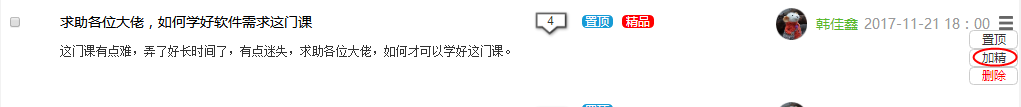 求助各位大佬，如何学好软件需求这门课 4 置顶 精品 韩佳鑫 2017-11-21 18：00
置顶
这门课有点难，弄了好长时间了，有点迷失，求助各位大佬，如何才可以学好这门课。
加精
删除